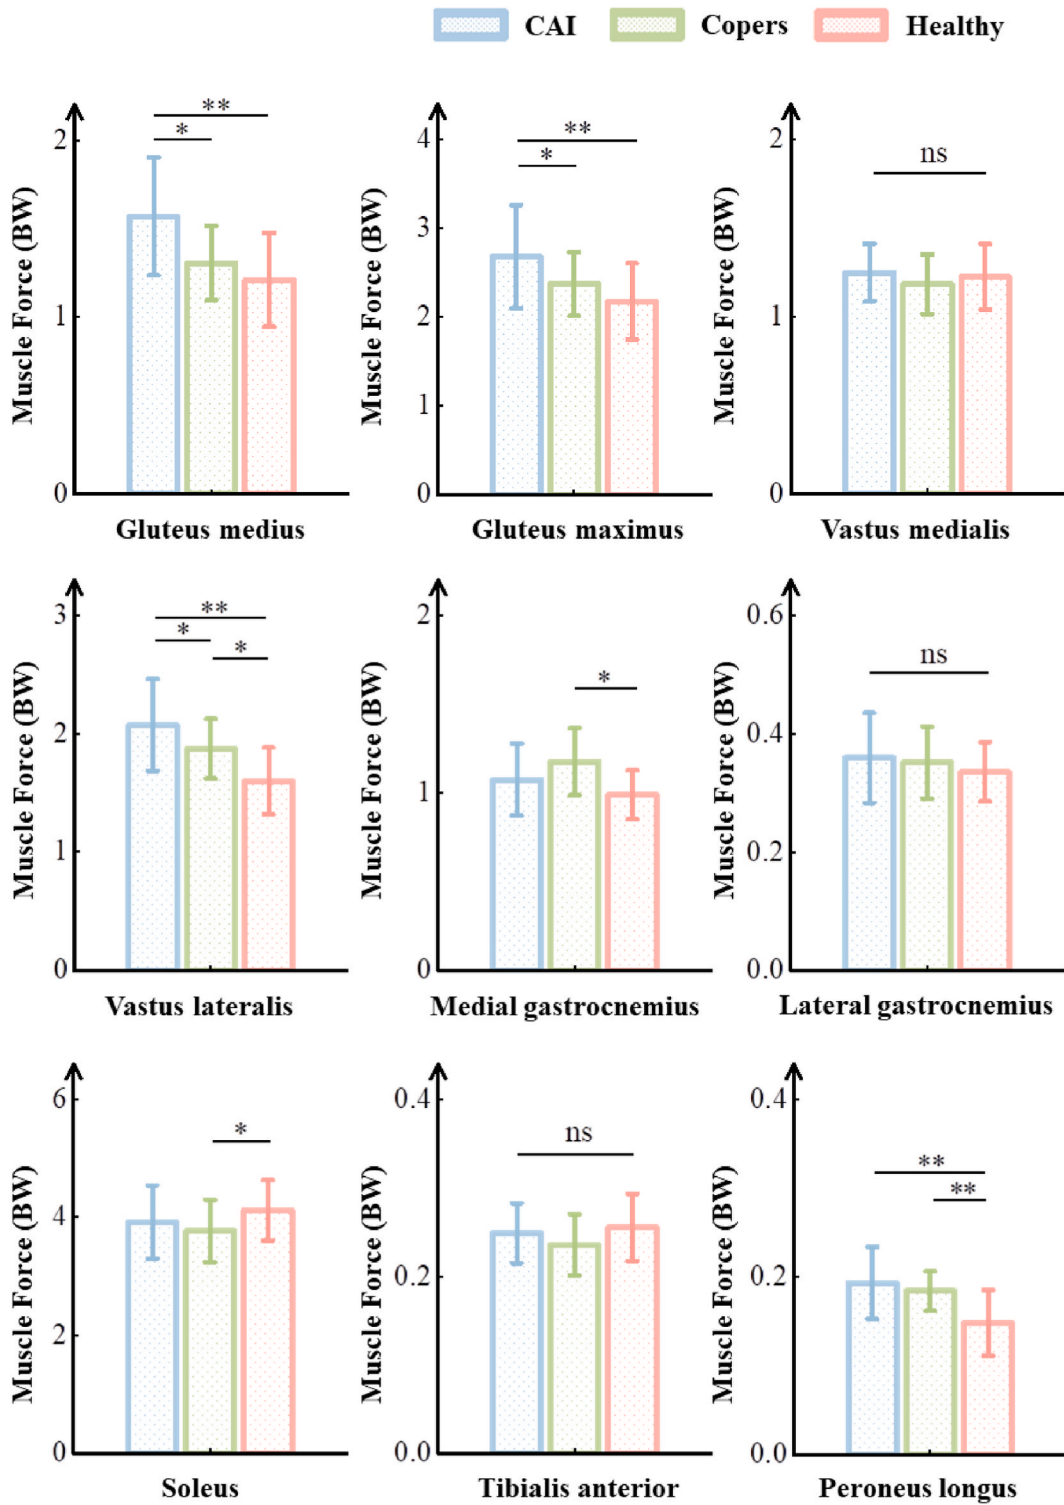 CAI Copers Healthy
** * 2 1 0 Muscle Force (BW) Gluteus medius
** * 4 3 2 1 0 Muscle Force (BW) Gluteus maximus
ns 2 1 0 Muscle Force (BW) Vastus medialis
** * * 3 2 1 0 Muscle Force (BW) Vastus lateralis
* 2 1 0 Muscle Force (BW) Medial gastrocnemius
ns 0.6 0.4 0.2 0.0 Muscle Force (BW) Lateral gastrocnemius
* 6 4 2 0 Muscle Force (BW) Soleus
ns 0.4 0.2 0.0 Muscle Force (BW) Tibialis anterior
** ** 0.4 0.2 0.0 Muscle Force (BW) Peroneus longus